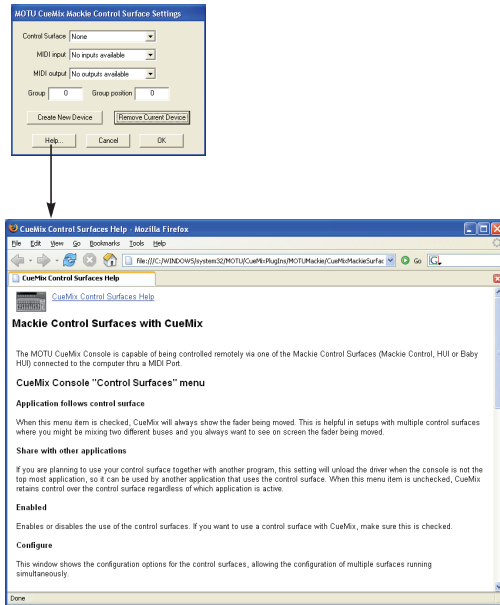 MOTU CueMix Mackie Control Surface Settings
Control Surface None
MIDI input No inputs available
MIDI output No outputs available
Group 0 Group position 0
Create New Device Remove Current Device
Help... Cancel OK
CueMix Control Surfaces Help - Mozilla Firefox
File Edit View Go Bookmarks Tools Help
file:///C:/WINDOWS/system32/MOTU/CueMixPlugIns/MOTUMackie/CueMixMackieSurfac Go G
CueMix Control Surfaces Help
CueMix Control Surfaces Help
Mackie Control Surfaces with CueMix
The MOTU CueMix Console is capable of being controlled remotely via one of the Mackie Control Surfaces (Mackie Control, HUI or Baby
HUI) connected to the computer thru a MIDI Port.
CueMix Console "Control Surfaces" menu
Application follows control surface
When this menu item is checked, CueMix will always show the fader being moved. This is helpful in setups with multiple control surfaces
where you might be mixing two different buses and you always want to see on screen the fader being moved.
Share with other applications
If you are planning to use your control surface together with another program, this setting will unload the driver when the console is not the
top most application, so it can be used by another application that uses the control surface. When this menu item is unchecked, CueMix
retains control over the control surface regardless of which application is active.
Enabled
Enables or disables the use of the control surfaces. If you want to use a control surface with CueMix, make sure this is checked.
Configure
This window shows the configuration options for the control surfaces, allowing the configuration of multiple surfaces running
simultaneously.
Done